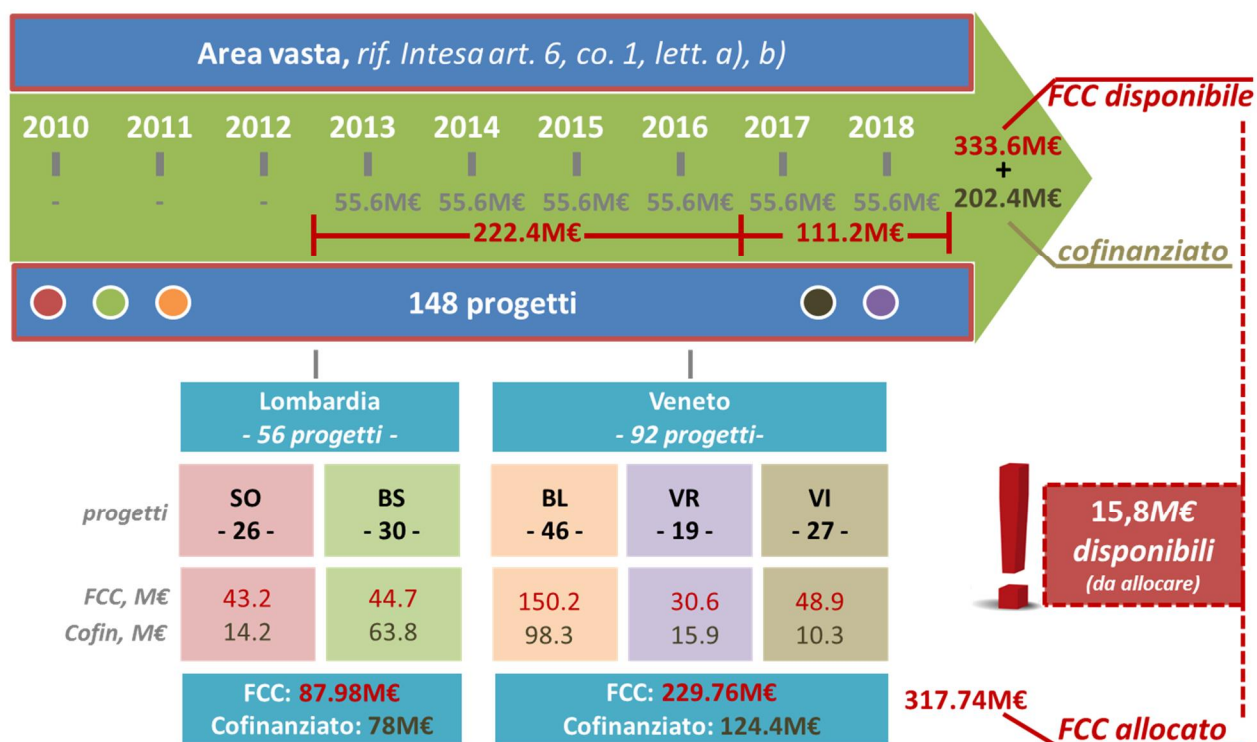 Area vasta, rif. Intesa art. 6, co. 1, lett. a), b)
FCC disponibile
2010 2011 2012 2013 2014 2015 2016 2017 2018
333.6M€
+
- - - 55.6M€ 55.6M€ 55.6M€ 55.6M€ 55.6M€ 55.6M€
202.4M€
222.4M€ 111.2M€
cofinanziato
148 progetti
Lombardia
- 56 progetti -
Veneto
- 92 progetti-
progetti
SO
- 26 -
BS
- 30 -
BL
- 46 -
VR
- 19 -
VI
- 27 -
15,8M€
disponibili
(da allocare)
FCC, M€ 43.2 44.7 150.2 30.6 48.9
Cofin, M€ 14.2 63.8 98.3 15.9 10.3
FCC: 87.98M€
Cofinanziato: 78M€
FCC: 229.76M€
Cofinanziato: 124.4M€
317.74M€
FCC allocato